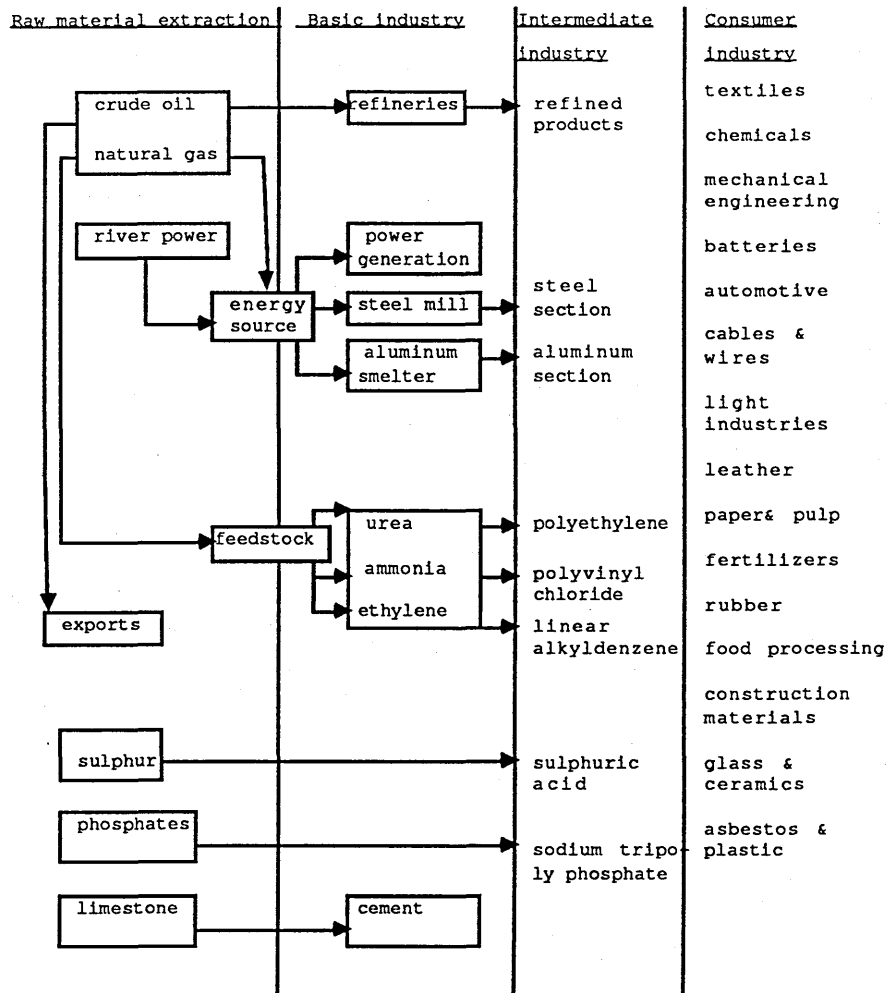 Raw material extraction
Basic industry
Intermediate
industry
Consumer
industry
crude oil
natural gas
river power
energy
source
feedstock
exports
sulphur
phosphates
limestone
refineries
power
generation
steel mill
aluminum
smelter
urea
ammonia
ethylene
cement
refined
products
steel
section
aluminum
section
polyethylene
polyvinyl
chloride
linear
alkyldenzene
sulphuric
acid
sodium tripo-
ly phosphate
textiles
chemicals
mechanical
engineering
batteries
automotive
cables &
wires
light
industries
leather
paper& pulp
fertilizers
rubber
food processing
construction
materials
glass &
ceramics
asbestos &
plastic